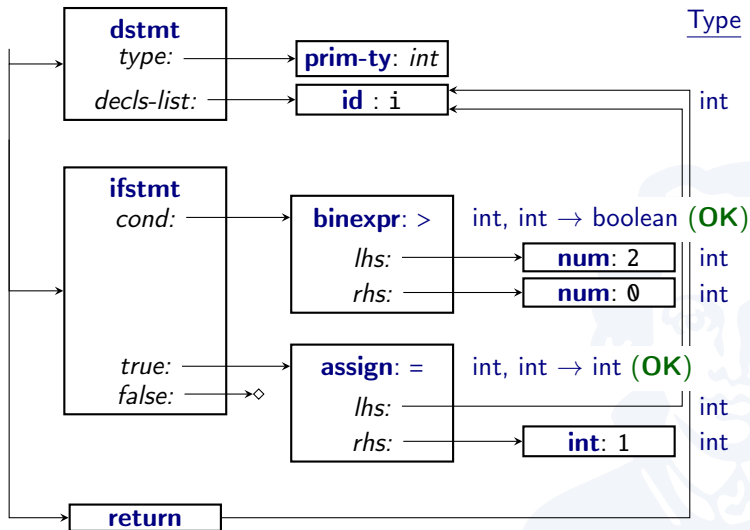 dstmt Type
type: prim-ty: int
decls-list: id : i int
ifstmt
cond: binexpr: > int, int → boolean (OK)
lhs: num: 2 int
rhs: num: 0 int
true: assign: = int, int → int (OK)
false: lhs: int
rhs: int: 1 int
return